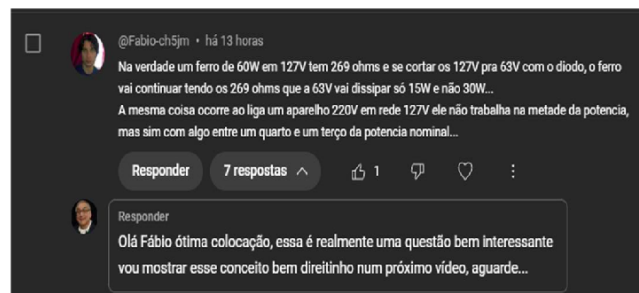 @Fabio-ch5jm • há 13 horas
Na verdade um ferro de 60W em 127V tem 269 ohms e se cortar os 127V pra 63V com o diodo, o ferro
vai continuar tendo os 269 ohms que a 63V vai dissipar só 15W e não 30W...
A mesma coisa ocorre ao liga um aparelho 220V em rede 127V ele não trabalha na metade da potencia,
mas sim com algo entre um quarto e um terço da potencia nominal...
Responder 7 respostas 1
Responder
Olá Fábio ótima colocação, essa é realmente uma questão bem interessante
vou mostrar esse conceito bem direitinho num próximo vídeo, aguarde...